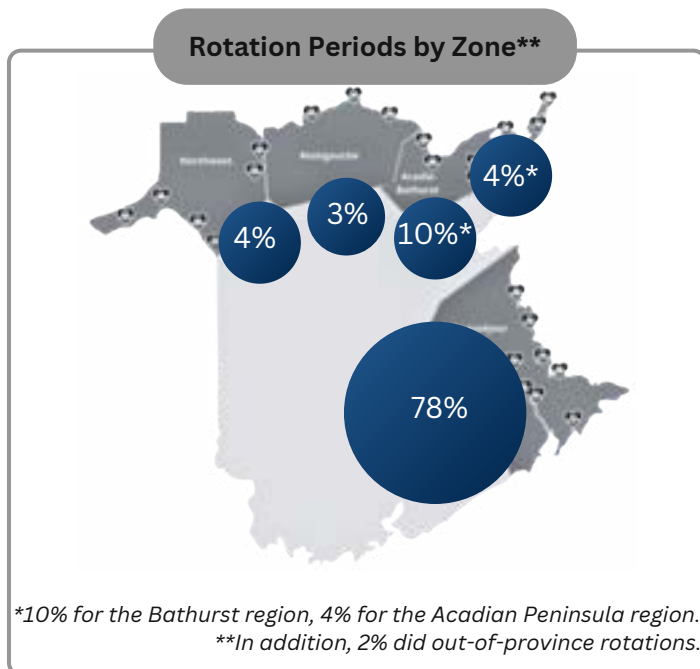 Rotation Periods by Zone**
Northwest
Restigouche
Acadie
Bathurst
4%*
3%
4%
10%*
78%
*10% for the Bathurst region, 4% for the Acadian Peninsula region.
**In addition, 2% did out-of-province rotations.